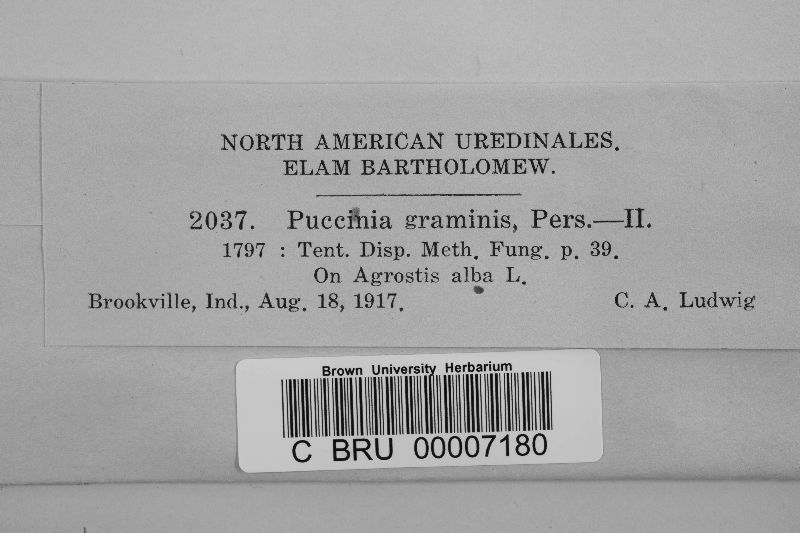 NORTH AMERICAN UREDINALES.
ELAM BARTHOLOMEW.
2037. Puccinia graminis, Pers.—II.
1797 : Tent. Disp. Meth. Fung. p. 39.
On Agrostis alba L.
Brookville, Ind., Aug. 18, 1917. C. A. Ludwig
Brown University Herbarium
C BRU 00007180